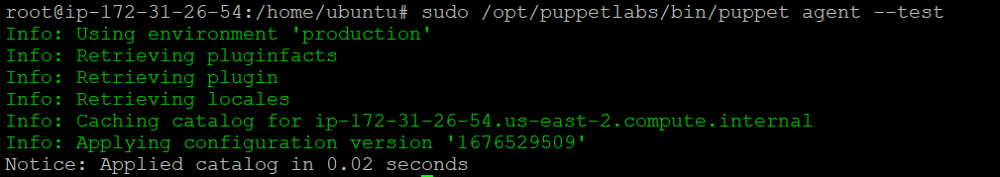 root@ip-172-31-26-54:/home/ubuntu# sudo /opt/puppetlabs/bin/puppet agent --test
Info: Using environment 'production'
Info: Retrieving pluginfacts
Info: Retrieving plugin
Info: Retrieving locales
Info: Caching catalog for ip-172-31-26-54.us-east-2.compute.internal
Info: Applying configuration version '1676529509'
Notice: Applied catalog in 0.02 seconds